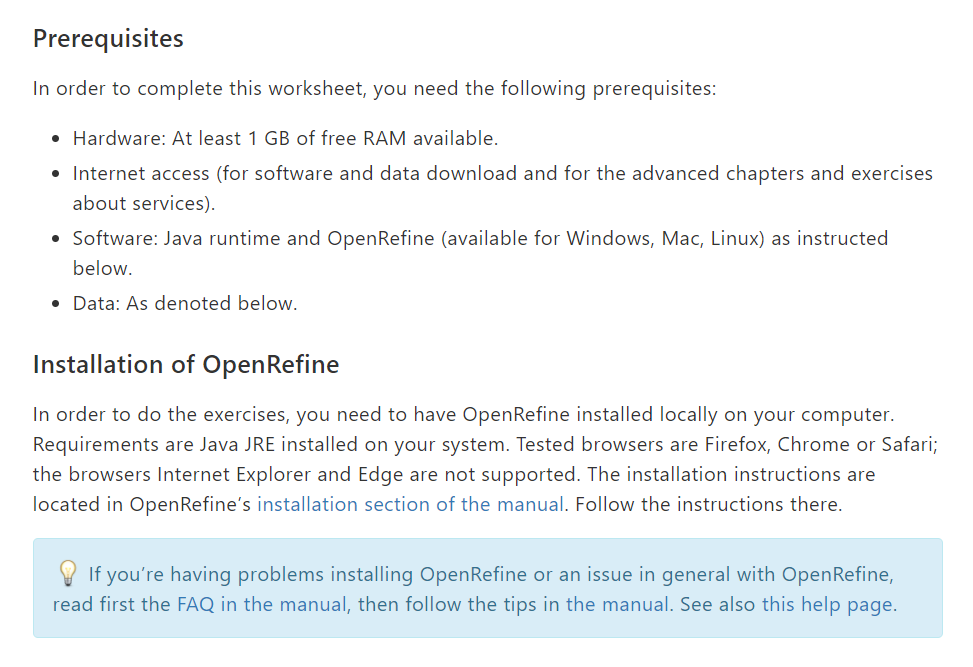 Prerequisites
In order to complete this worksheet, you need the following prerequisites:
• Hardware: At least 1 GB of free RAM available.
• Internet access (for software and data download and for the advanced chapters and exercises
about services).
• Software: Java runtime and OpenRefine (available for Windows, Mac, Linux) as instructed
below.
• Data: As denoted below.
Installation of OpenRefine
In order to do the exercises, you need to have OpenRefine installed locally on your computer.
Requirements are Java JRE installed on your system. Tested browsers are Firefox, Chrome or Safari;
the browsers Internet Explorer and Edge are not supported. The installation instructions are
located in OpenRefine’s installation section of the manual. Follow the instructions there.
If you’re having problems installing OpenRefine or an issue in general with OpenRefine,
read first the FAQ in the manual, then follow the tips in the manual. See also this help page.